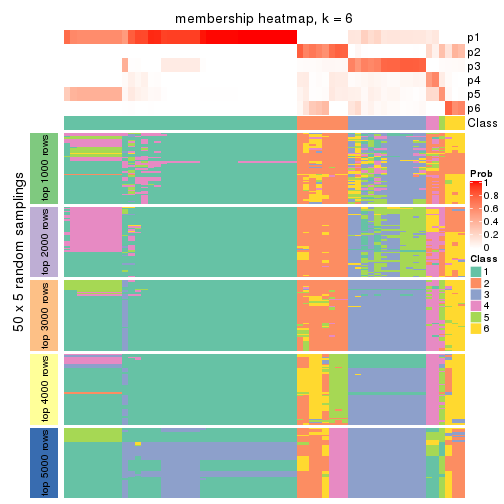 membership heatmap, k = 6
p1
p2
p3
p4
p5
p6
Class
50 x 5 random samplings
top 1000 rows
top 2000 rows
top 3000 rows
top 4000 rows
top 5000 rows
Prob
1
0.8
0.6
0.4
0.2
0
Class
1
2
3
4
5
6